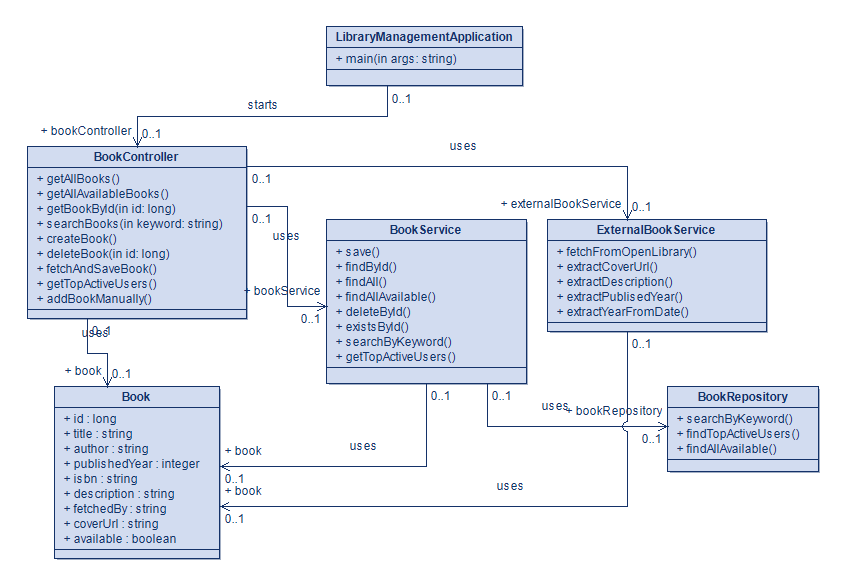 LibraryManagementApplication
+ main(in args: string)
0..1
starts
+ bookController
0..1
BookController
+ getAllBooks()
+ getAllAvailableBooks()
+ getBookById(in id: long)
+ searchBooks(in keyword: string)
+ createBook()
+ deleteBook(in id: long)
+ fetchAndSaveBook()
+ getTopActiveUsers()
+ addBookManually()
0..1
uses
0..1
uses
+ externalBookService
0..1
+ bookService
0..1
BookService
+ save()
+ findById()
+ findAll()
+ findAllAvailable()
+ deleteById()
+ existsById()
+ searchByKeyword()
+ getTopActiveUsers()
ExternalBookService
+ fetchFromOpenLibrary()
+ extractCoverUrl()
+ extractDescription()
+ extractPublisedYear()
+ extractYearFromDate()
0..1
uses
+ book
0..1
0..1
0..1
0..1
Book
+ id : long
+ title : string
+ author : string
+ publishedYear : integer
+ isbn : string
+ description : string
+ fetchedBy : string
+ coverUrl : string
+ available : boolean
uses
+ bookRepository
0..1
BookRepository
+ searchByKeyword()
+ findTopActiveUsers()
+ findAllAvailable()
uses
+ book
0..1
uses
+ book
0..1